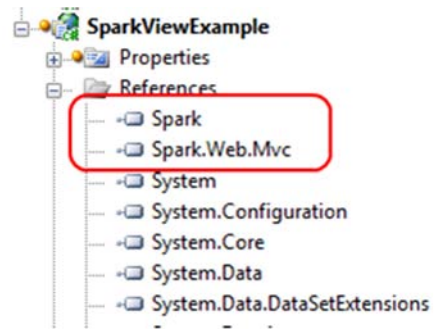 SparkViewExample
Properties
References
Spark
Spark.Web.Mvc
System
System.Configuration
System.Core
System.Data
System.Data.DataSetExtensions